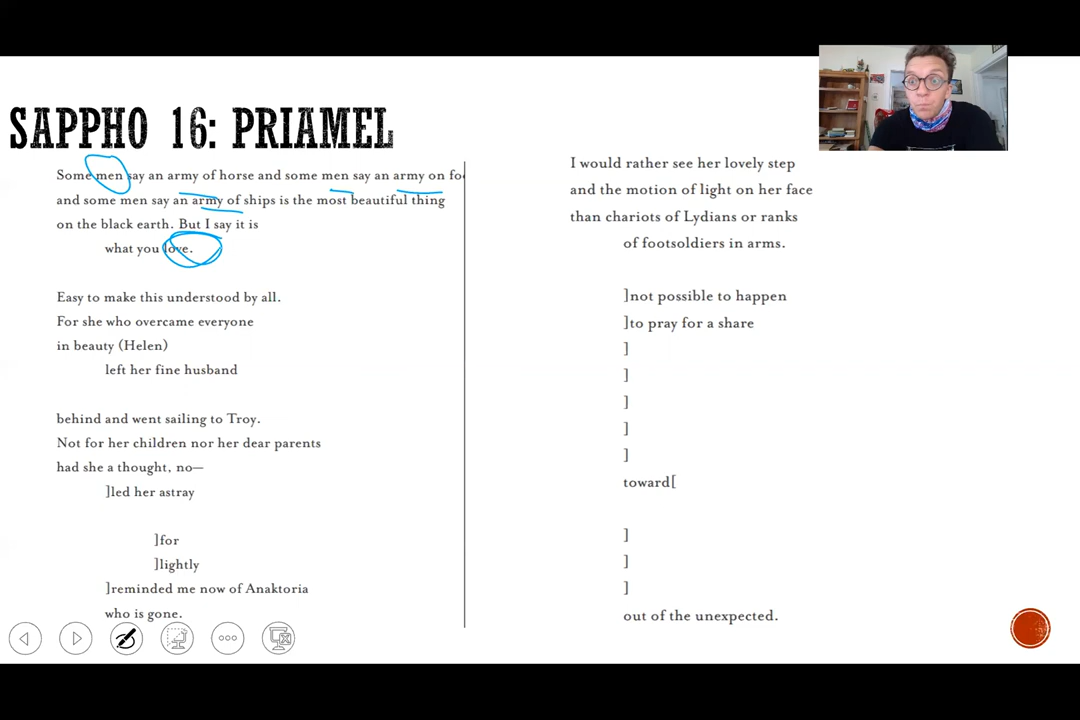 SAPPHO 16: PRIAMEL
Some men say an army of horse and some men say an army on
and some men say an army of ships is the most beautiful thing
on the black earth. But I say it is
what you love.
Easy to make this understood by all.
For she who overcame everyone
in beauty (Helen)
left her fine husband
behind and went sailing to Troy.
Not for her children nor her dear parents
had she a thought, no—
]led her astray
]for
]lightly
]reminded me now of Anaktoria
who is gone.
I would rather see her lovely step
and the motion of light on her face
than chariots of Lydians or ranks
of footsoldiers in arms.
]not possible to happen
]to pray for a share
]
]
]
]
]
toward[
]
]
]
out of the unexpected.